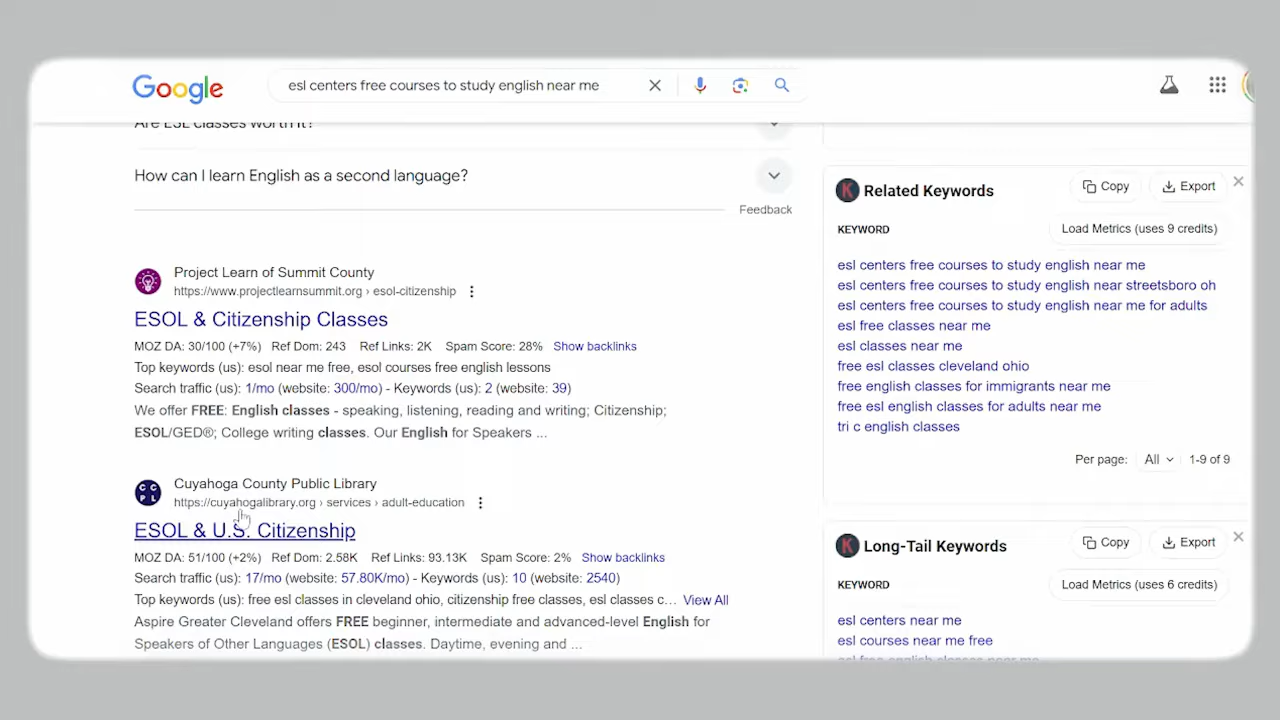 Google
esl centers free courses to study english near me
Are ESL classes worth it?
How can I learn English as a second language?
Feedback
Project Learn of Summit County
https://www.projectlearnsummit.org › esol-citizenship
ESOL & Citizenship Classes
MOZ DA: 30/100 (+7%) Ref Dom: 243 Ref Links: 2K Spam Score: 28% Show backlinks
Top keywords (us): esol near me free, esol courses free english lessons
Search traffic (us): 1/mo (website: 300/mo) - Keywords (us): 2 (website: 39)
We offer FREE: English classes - speaking, listening, reading and writing; Citizenship;
ESOL/GED®; College writing classes. Our English for Speakers ...
C C
P L
Cuyahoga County Public Library
https://cuyahogalibrary.org › services › adult-education
ESOL & U.S. Citizenship
MOZ DA: 51/100 (+2%) Ref Dom: 2.58K Ref Links: 93.13K Spam Score: 2% Show backlinks
Search traffic (us): 17/mo (website: 57.80K/mo) - Keywords (us): 10 (website: 2540)
Top keywords (us): free esl classes in cleveland ohio, citizenship free classes, esl classes c... View All
Aspire Greater Cleveland offers FREE beginner, intermediate and advanced-level English for
Speakers of Other Languages (ESOL) classes. Daytime, evening and ...
K Related Keywords
Copy
Export
KEYWORD
Load Metrics (uses 9 credits)
esl centers free courses to study english near me
esl centers free courses to study english near streetsboro oh
esl centers free courses to study english near me for adults
esl free classes near me
esl classes near me
free esl classes cleveland ohio
free english classes for immigrants near me
free esl english classes for adults near me
tri c english classes
Per page: All 1-9 of 9
K Long-Tail Keywords
Copy
Export
KEYWORD
Load Metrics (uses 6 credits)
esl centers near me
esl courses near me free
esl free english classes near me